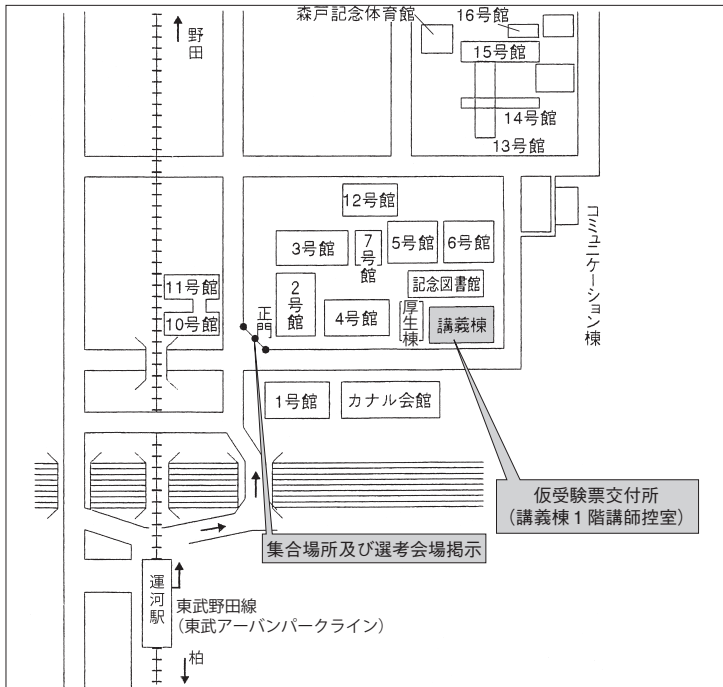 森戸記念体育館
16号館
15号館
14号館
13号館
野田
12号館
3号館
7号館
5号館
6号館
コミュニケーション棟
記念図書館
11号館
10号館
正門
2号館
4号館
厚生棟
講義棟
1号館
カナル会館
仮受験票交付所
(講義棟1階講師控室)
集合場所及び選考会場掲示
運河駅
東武野田線
(東武アーバンパークライン)
柏